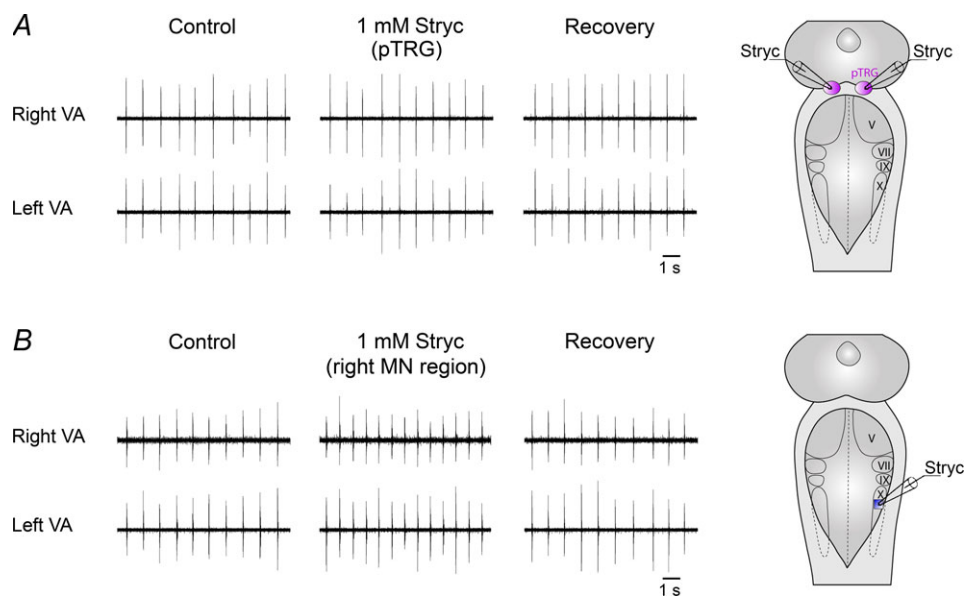 A
Control
1 mM Stryc
(pTRG)
Recovery
Stryc
Stryc
pTRG
Right VA
V
VII
IX
X
Left VA
1 s
B
Control
1 mM Stryc
(right MN region)
Recovery
Right VA
V
VII
Stryc
IX
X
Left VA
1 s